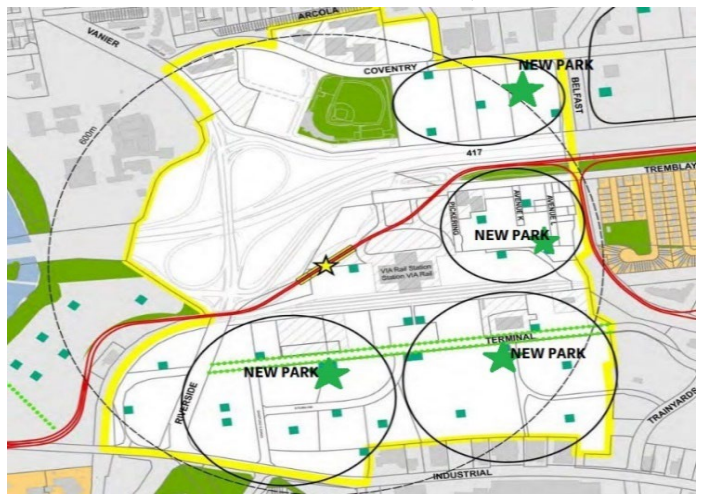 ARCOLA
VANIER
COVENTRY
NEW PARK
BELFAST
600m
417
TREMBLAY
PICKERING
AVENUE K
AVENUE L
NEW PARK
VIA Rail Station
Station VIA Rail
TERMINAL
NEW PARK
NEW PARK
RIVERSIDE
TRAINYARDS
INDUSTRIAL